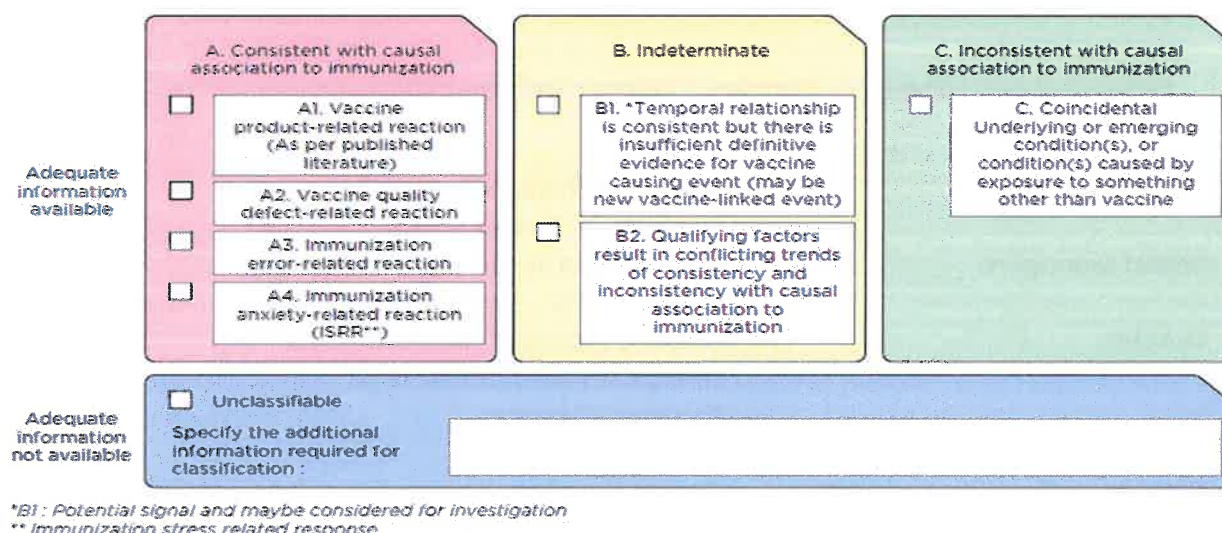 A. Consistent with causal
association to immunization
A1. Vaccine
product-related reaction
(As per published
literature)
A2. Vaccine quality
defect-related reaction
A3. Immunization
error-related reaction
A4. Immunization
anxiety-related reaction
(ISRR**)
B. Indeterminate
B1. *Temporal relationship
is consistent but there is
insufficient definitive
evidence for vaccine
causing event (may be
new vaccine-linked event)
B2. Qualifying factors
result in conflicting trends
of consistency and
inconsistency with causal
association to
immunization
C. Inconsistent with causal
association to immunization
C. Coincidental
Underlying or emerging
condition(s), or
condition(s) caused by
exposure to something
other than vaccine
Adequate
information
available
Adequate
information
not available
Unclassifiable
Specify the additional
information required for
classification :
*B1 : Potential signal and maybe considered for investigation
** Immunization stress related response